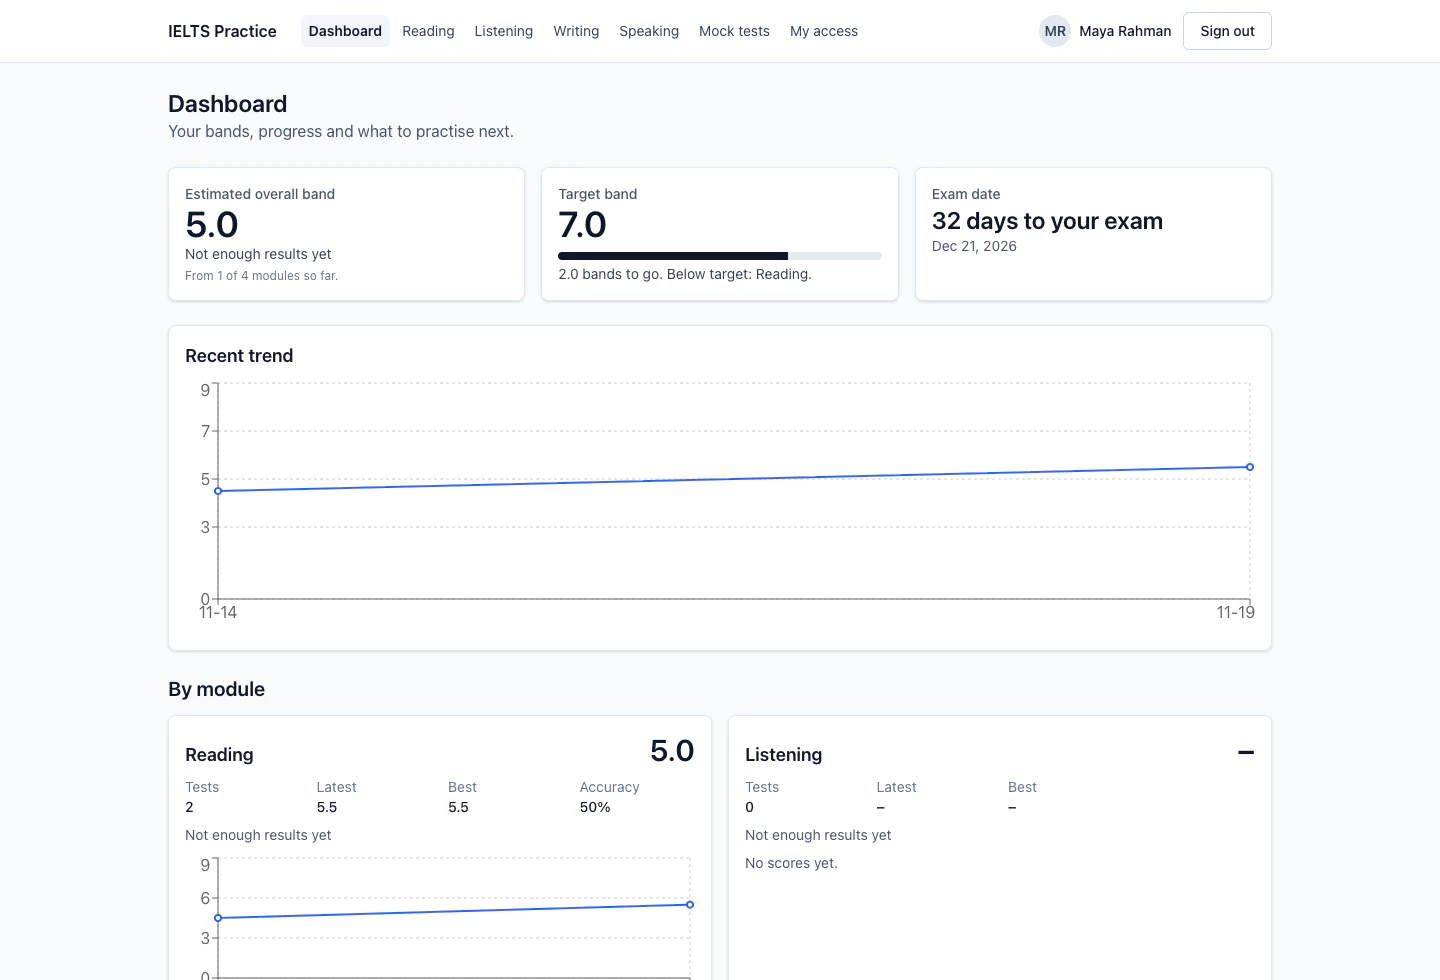 IELTS Practice Dashboard Reading Listening Writing Speaking Mock tests My access MR Maya Rahman Sign out
Dashboard
Your bands, progress and what to practise next.
Estimated overall band
5.0
Not enough results yet
From 1 of 4 modules so far.
Target band
7.0
2.0 bands to go. Below target: Reading.
Exam date
32 days to your exam
Dec 21, 2026
Recent trend
9
7
5
3
0
11-14 11-19
By module
Reading 5.0
Tests Latest Best Accuracy
2 5.5 5.5 50%
Not enough results yet
9
6
3
0
Listening –
Tests Latest Best
0 – –
Not enough results yet
No scores yet.